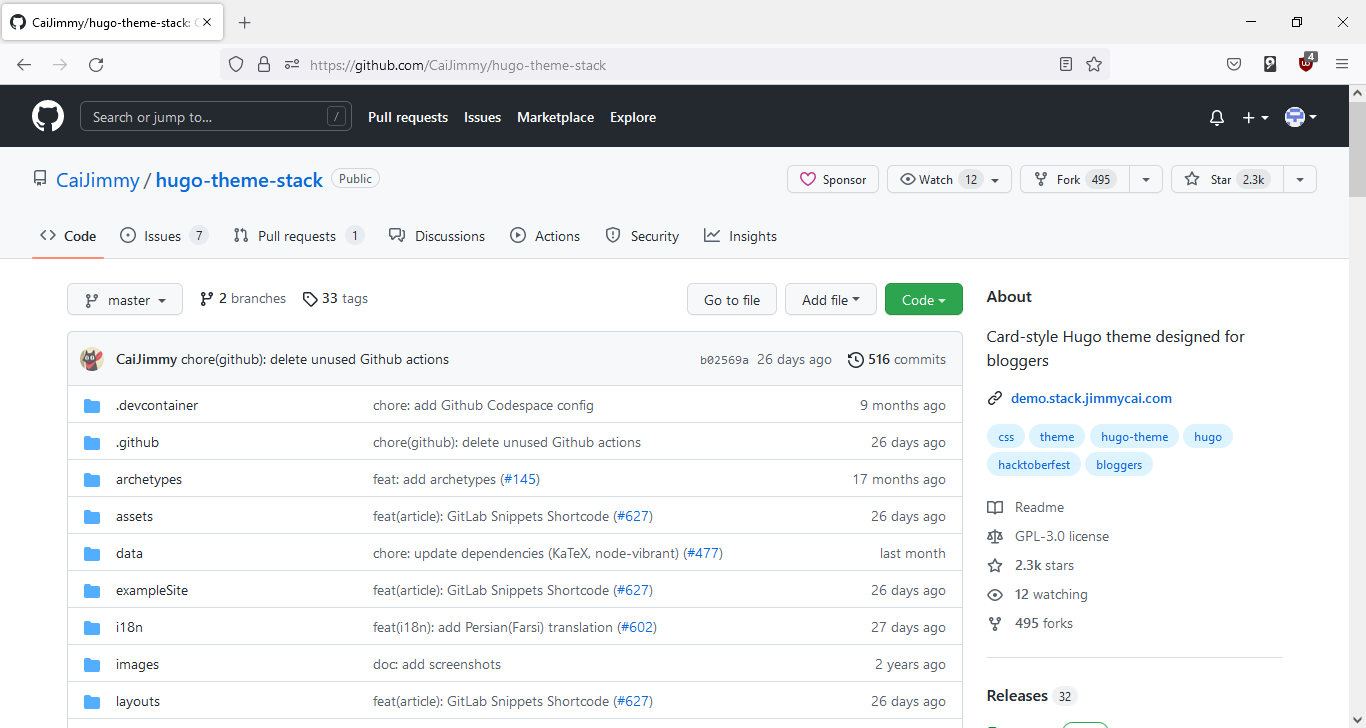 CaiJimmy/hugo-theme-stack:
https://github.com/CaiJimmy/hugo-theme-stack
4
Search or jump to... /
Pull requests Issues Marketplace Explore
CaiJimmy / hugo-theme-stack Public
Sponsor Watch 12 Fork 495 Star 2.3k
Code Issues 7 Pull requests 1 Discussions Actions Security Insights
master 2 branches 33 tags Go to file Add file Code
CaiJimmy chore(github): delete unused Github actions b02569a 26 days ago 516 commits
.devcontainer chore: add Github Codespace config 9 months ago
.github chore(github): delete unused Github actions 26 days ago
archetypes feat: add archetypes (#145) 17 months ago
assets feat(article): GitLab Snippets Shortcode (#627) 26 days ago
data chore: update dependencies (KaTeX, node-vibrant) (#477) last month
exampleSite feat(article): GitLab Snippets Shortcode (#627) 26 days ago
i18n feat(i18n): add Persian(Farsi) translation (#602) 27 days ago
images doc: add screenshots 2 years ago
layouts feat(article): GitLab Snippets Shortcode (#627) 26 days ago
About
Card-style Hugo theme designed for
bloggers
demo.stack.jimmycai.com
css theme hugo-theme hugo
hacktoberfest bloggers
Readme
GPL-3.0 license
2.3k stars
12 watching
495 forks
Releases 32